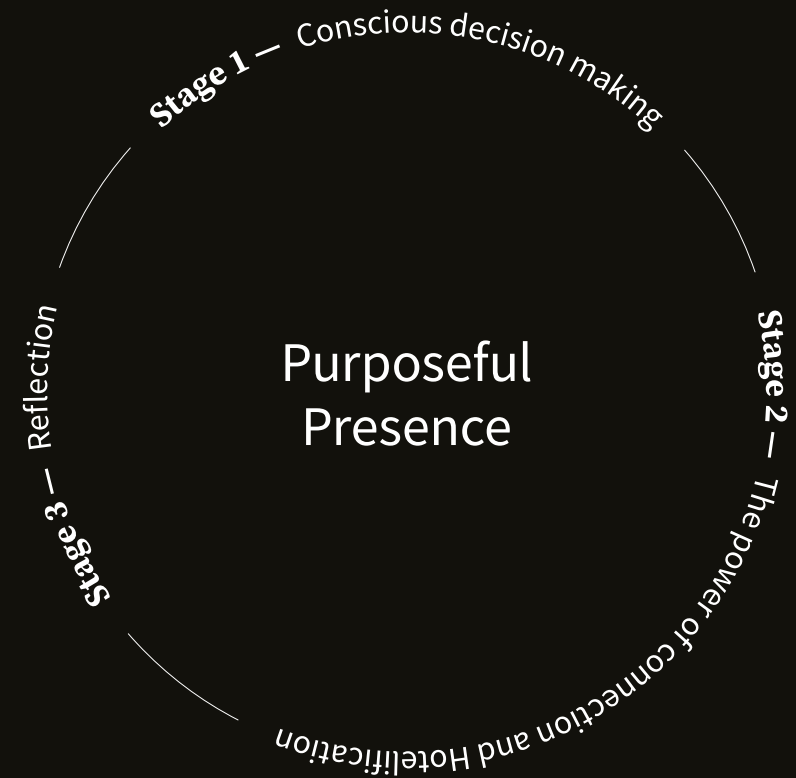 Stage 1 — Conscious decision making
Stage 2 — The power of connection and Hotelification
Stage 3 — Reflection
Purposeful
Presence